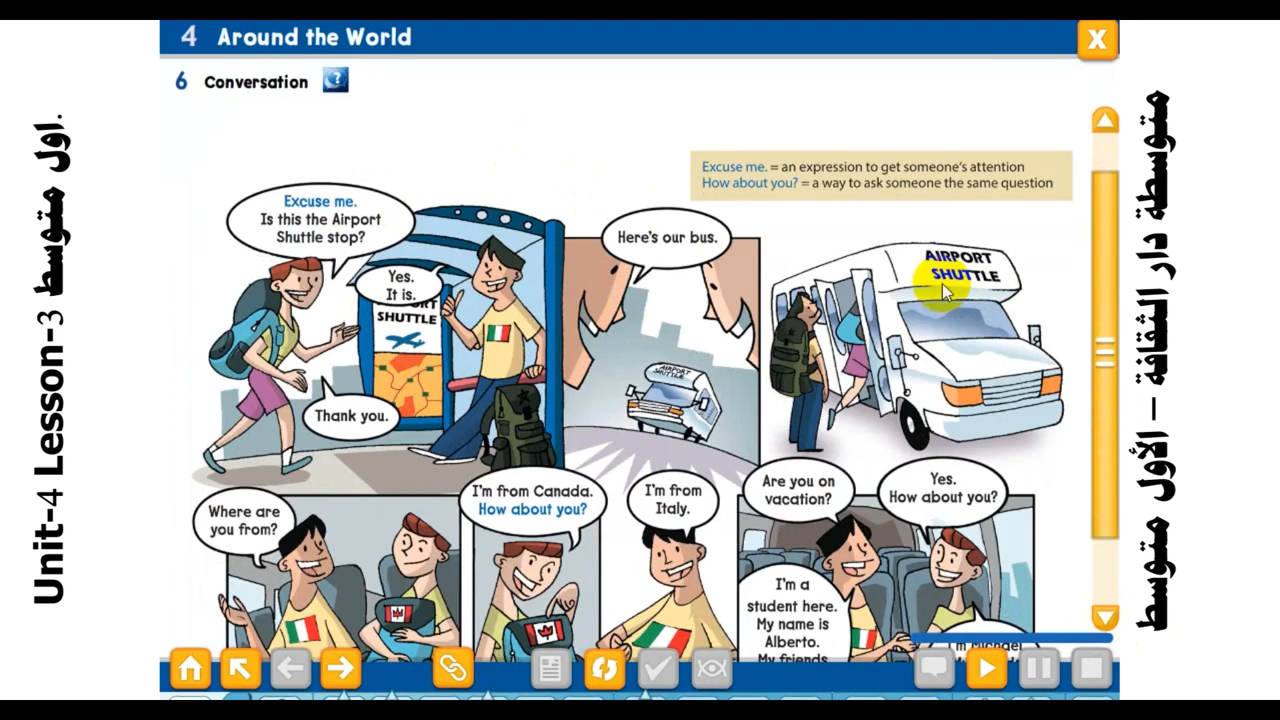 4 Around the World
X
6 Conversation
?
Excuse me. = an expression to get someone's attention
How about you? = a way to ask someone the same question
Excuse me.
Is this the Airport
Shuttle stop?
Yes.
It is.
SHUTTLE
Thank you.
Here's our bus.
AIRPORT
SHUTTLE
AIRPORT
SHUTTLE
Where are
you from?
I'm from Canada.
How about you?
I'm from
Italy.
Are you on
vacation?
Yes.
How about you?
I'm a
student here.
My name is
Alberto.
My friends
I'm Michael
Unit-4 Lesson-3 اول متوسط.
متوسطة دار الثقافة – الأول متوسط